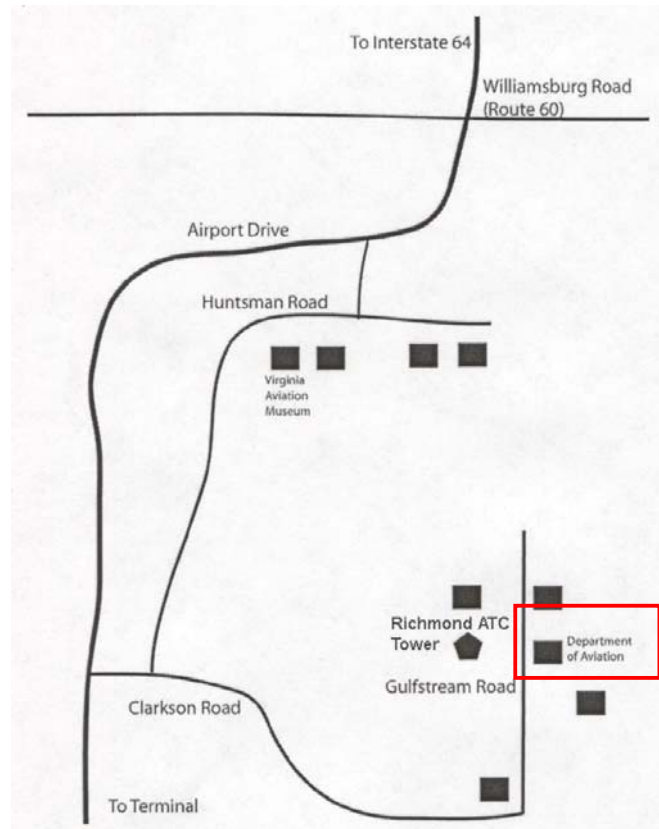 To Interstate 64
Williamsburg Road
(Route 60)
Airport Drive
Huntsman Road
Virginia
Aviation
Museum
Richmond ATC
Tower
Department
of Aviation
Gulfstream Road
Clarkson Road
To Terminal